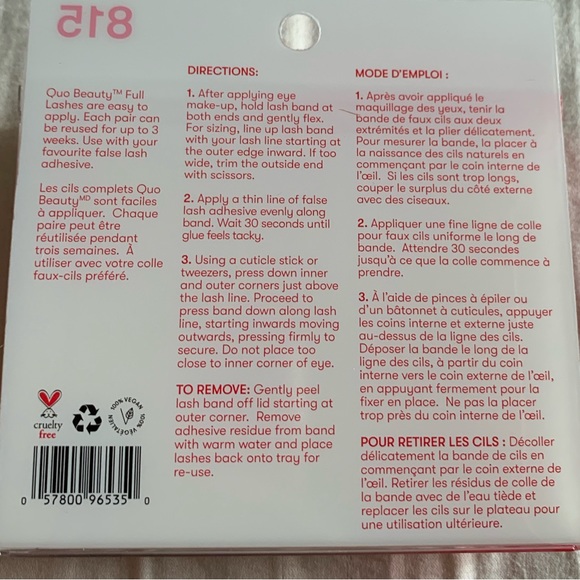 815
Quo Beauty™ Full
Lashes are easy to
apply. Each pair can
be reused for up to 3
weeks. Use with your
favourite false lash
adhesive.
Les cils complets Quo
Beautyᴹᴰ sont faciles
à appliquer. Chaque
paire peut être
réutilisée pendant
trois semaines. À
utiliser avec votre colle
faux-cils préféré.
cruelty
free
100% VEGAN
100% VÉGÉTALIEN
0 57800 96535 0
DIRECTIONS:
1. After applying eye
make-up, hold lash band at
both ends and gently flex.
For sizing, line up lash band
with your lash line starting at
the outer edge inward. If too
wide, trim the outside end
with scissors.
2. Apply a thin line of false
lash adhesive evenly along
band. Wait 30 seconds until
glue feels tacky.
3. Using a cuticle stick or
tweezers, press down inner
and outer corners just above
the lash line. Proceed to
press band down along lash
line, starting inwards moving
outwards, pressing firmly to
secure. Do not place too
close to inner corner of eye.
TO REMOVE: Gently peel
lash band off lid starting at
outer corner. Remove
adhesive residue from band
with warm water and place
lashes back onto tray for
re-use.
MODE D'EMPLOI :
1. Après avoir appliqué le
maquillage des yeux, tenir la
bande de faux cils aux deux
extrémités et la plier délicatement.
Pour mesurer la bande, la placer à
la naissance des cils naturels en
commençant par le coin interne de
l'œil. Si les cils sont trop longs,
couper le surplus du côté externe
avec des ciseaux.
2. Appliquer une fine ligne de colle
pour faux cils uniforme le long de
bande. Attendre 30 secondes
jusqu'à ce que la colle commence à
prendre.
3. À l'aide de pinces à épiler ou
d'un bâtonnet à cuticules, appuyer
les coins interne et externe juste
au-dessus de la ligne des cils.
Déposer la bande le long de la
ligne des cils, à partir du coin
interne vers le coin externe de l'œil,
en appuyant fermement pour la
fixer en place. Ne pas la placer
trop près du coin interne de l'œil.
POUR RETIRER LES CILS : Décoller
délicatement la bande de cils en
commençant par le coin externe de
l'œil. Retirer les résidus de colle de
la bande avec de l'eau tiède et
replacer les cils sur le plateau pour
une utilisation ultérieure.